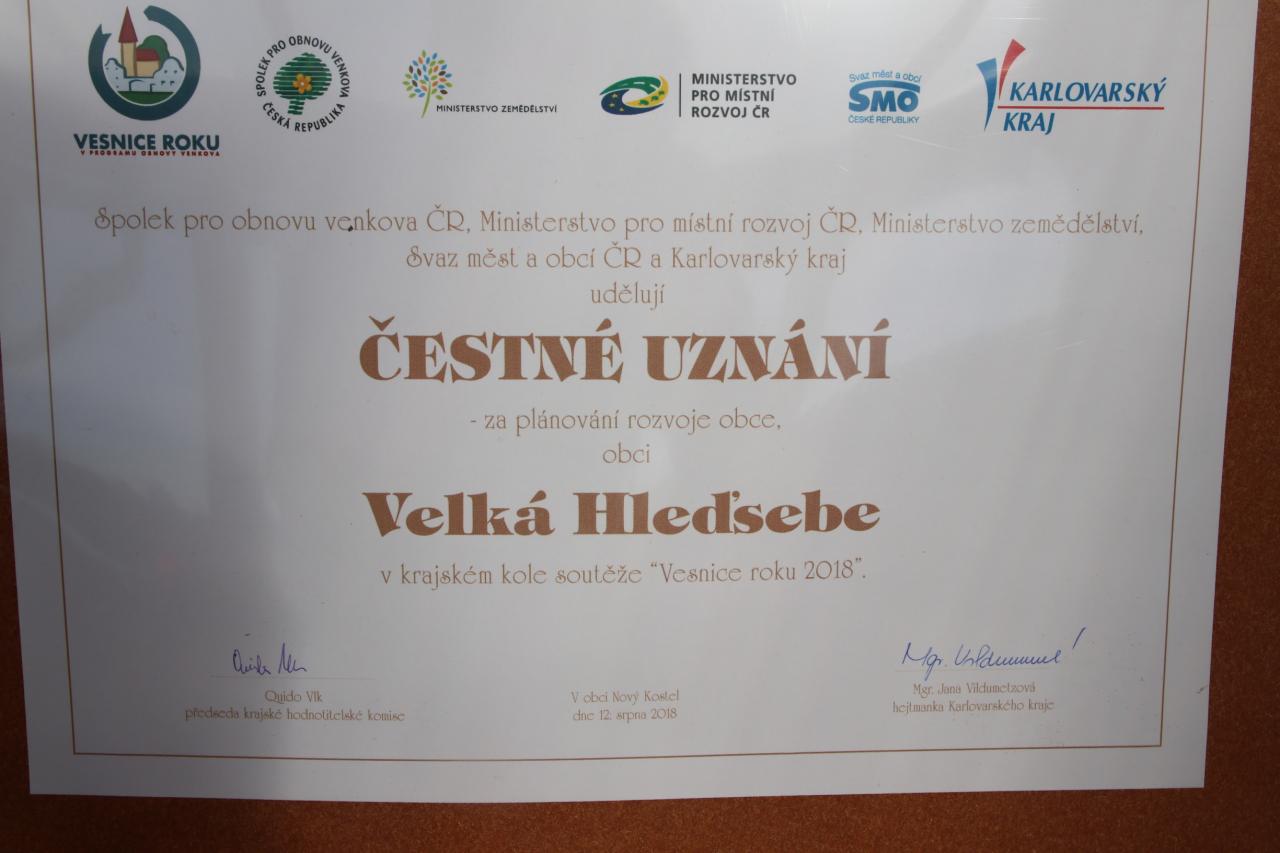 VESNICE ROKU
V PROGRAMU OBNOVY VENKOVA
SPOLEK PRO OBNOVU VENKOVA
ČESKÁ REPUBLIKA
MINISTERSTVO ZEMĚDĚLSTVÍ
MINISTERSTVO
PRO MÍSTNÍ
ROZVOJ ČR
Svaz měst a obcí
SMO
ČESKÉ REPUBLIKY
KARLOVARSKÝ
KRAJ
Spolek pro obnovu venkova ČR, Ministerstvo pro místní rozvoj ČR, Ministerstvo zemědělství,
Svaz měst a obcí ČR a Karlovarský kraj
udělují
ČESTNÉ UZNÁNÍ
- za plánování rozvoje obce,
obci
Velká Hleďsebe
v krajském kole soutěže "Vesnice roku 2018".
Quido Vlk
předseda krajské hodnotitelské komise
V obci Nový Kostel
dne 12. srpna 2018
Mgr. Jana Vildumetzová
hejtmanka Karlovarského kraje